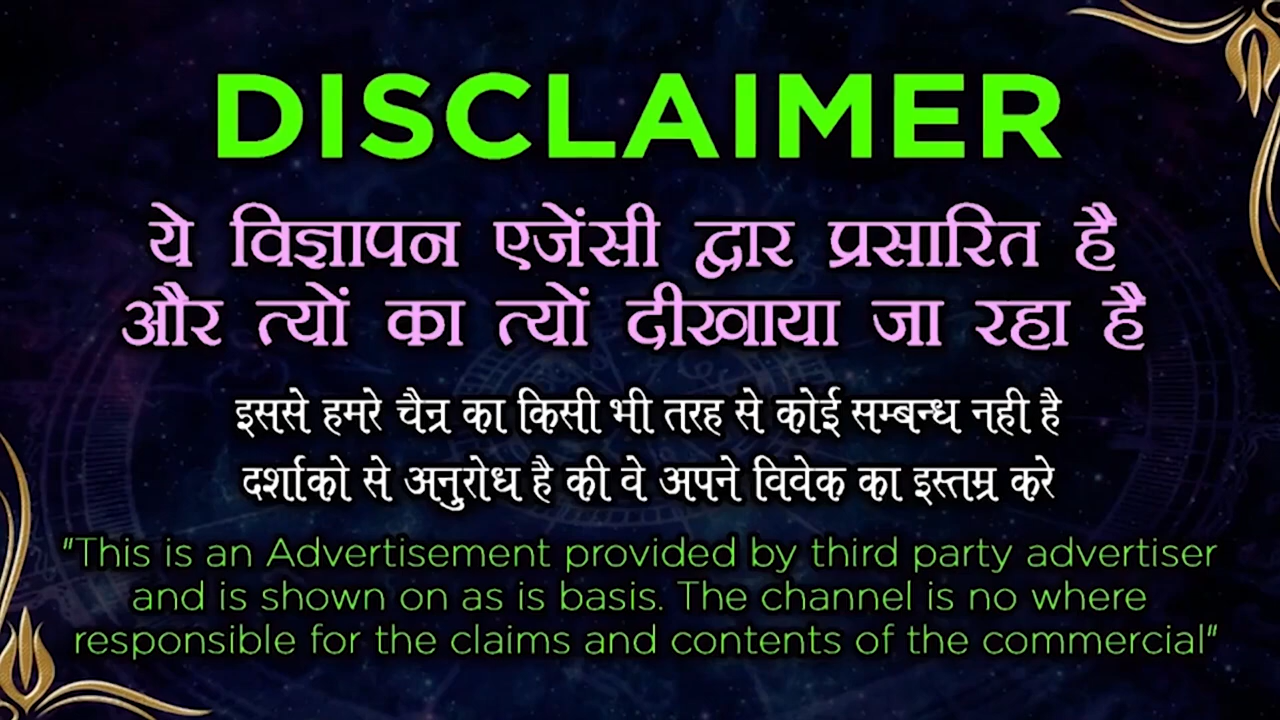 DISCLAIMER
ये विज्ञापन एजेंसी द्वार प्रसारित है
और त्यों का त्यों दीखाया जा रहा है
इससे हमरे चैन्र का किसी भी तरह से कोई सम्बन्ध नही है
दर्शाको से अनुरोध है की वे अपने विवेक का इस्तम्र करे
"This is an Advertisement provided by third party advertiser
and is shown on as is basis. The channel is no where
responsible for the claims and contents of the commercial"